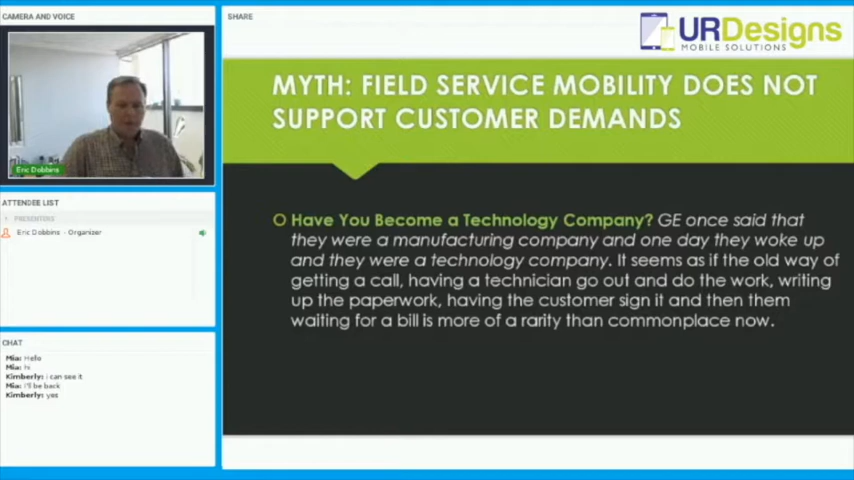 CAMERA AND VOICE
Eric Dobbins
ATTENDEE LIST
PRESENTERS
Eric Dobbins - Organizer
CHAT
Mia: Hello
Mia: hi
Kimberly: i can see it
Mia: I'll be back
Kimberly: yes
SHARE
URDesigns
MOBILE SOLUTIONS
MYTH: FIELD SERVICE MOBILITY DOES NOT
SUPPORT CUSTOMER DEMANDS
Have You Become a Technology Company? GE once said that
they were a manufacturing company and one day they woke up
and they were a technology company. It seems as if the old way of
getting a call, having a technician go out and do the work, writing
up the paperwork, having the customer sign it and then them
waiting for a bill is more of a rarity than commonplace now.